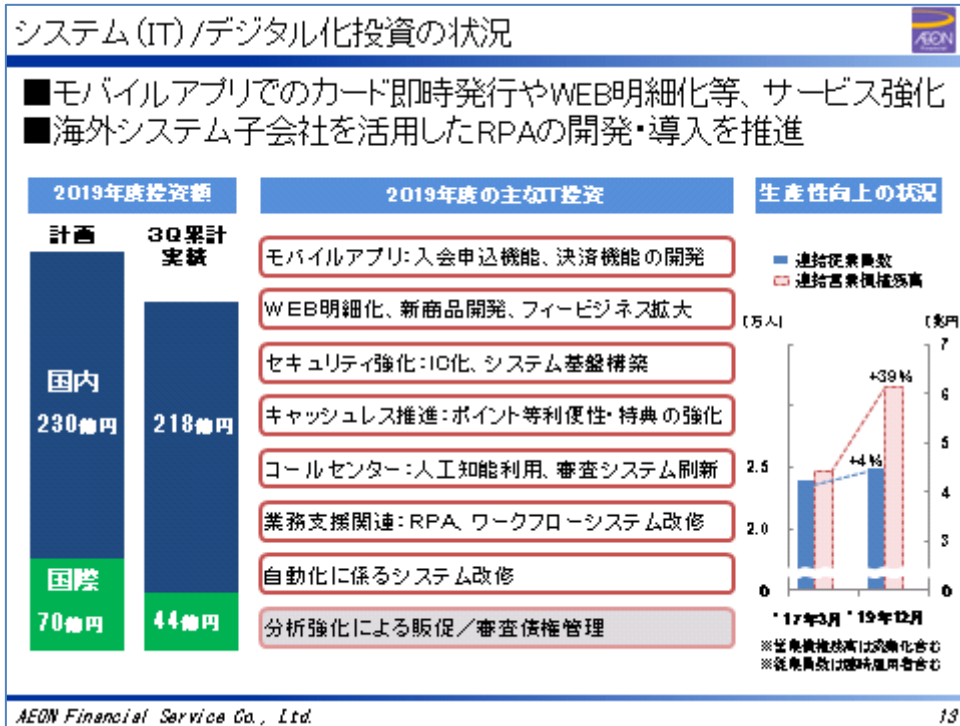 システム(IT)/デジタル化投資の状況
AEON
Financial
■モバイルアプリでのカード即時発行やWEB明細化等、サービス強化
■海外システム子会社を活用したRPAの開発・導入を推進
2019年度投資額
計画
3Q累計
実績
国内
230億円
218億円
国際
70億円
44億円
2019年度の主なIT投資
モバイルアプリ:入会申込機能、決済機能の開発
WEB明細化、新商品開発、フィービジネス拡大
セキュリティ強化:IC化、システム基盤構築
キャッシュレス推進:ポイント等利便性・特典の強化
コールセンター:人工知能利用、審査システム刷新
業務支援関連:RPA、ワークフローシステム改修
自動化に係るシステム改修
分析強化による販促/審査債権管理
生産性向上の状況
連結従業員数
連結営業債権残高
(万人)
(兆円)
7
+39%
6
5
2.5
+4%
4
2.0
3
0
0
'17年3月
'19年12月
※営業債権残高は流動化含む
※従業員数は臨時雇用者含む
AEON Financial Service Co., Ltd.
13